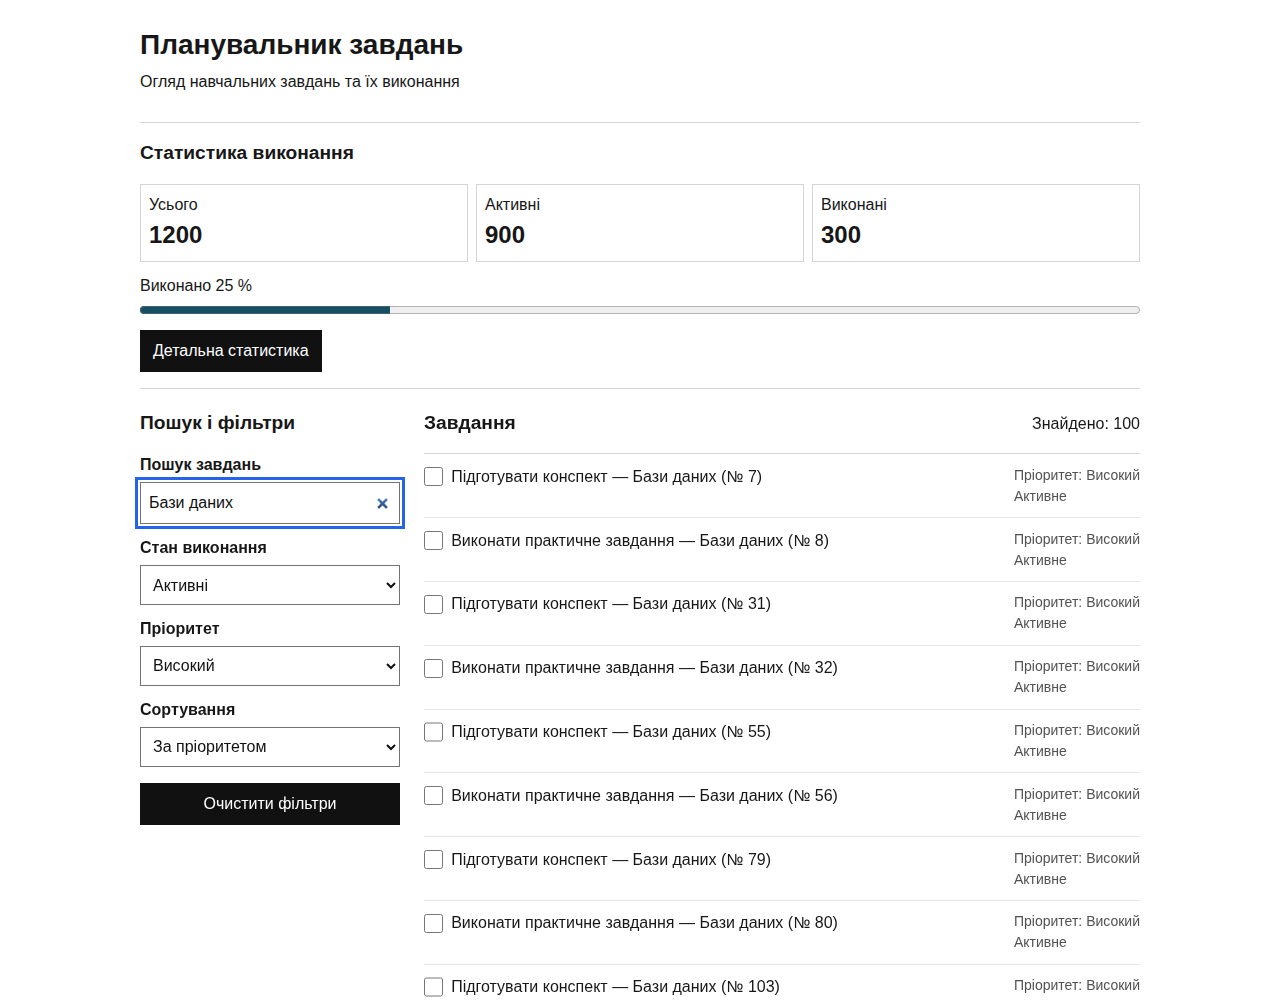 Планувальник завдань
Огляд навчальних завдань та їх виконання
Статистика виконання
Усього
1200
Активні
900
Виконані
300
Виконано 25 %
Детальна статистика
Пошук і фільтри
Пошук завдань
Бази даних
Стан виконання
Активні
Пріоритет
Високий
Сортування
За пріоритетом
Очистити фільтри
Завдання
Знайдено: 100
Підготувати конспект — Бази даних (№ 7)
Пріоритет: Високий
Активне
Виконати практичне завдання — Бази даних (№ 8)
Пріоритет: Високий
Активне
Підготувати конспект — Бази даних (№ 31)
Пріоритет: Високий
Активне
Виконати практичне завдання — Бази даних (№ 32)
Пріоритет: Високий
Активне
Підготувати конспект — Бази даних (№ 55)
Пріоритет: Високий
Активне
Виконати практичне завдання — Бази даних (№ 56)
Пріоритет: Високий
Активне
Підготувати конспект — Бази даних (№ 79)
Пріоритет: Високий
Активне
Виконати практичне завдання — Бази даних (№ 80)
Пріоритет: Високий
Активне
Підготувати конспект — Бази даних (№ 103)
Пріоритет: Високий